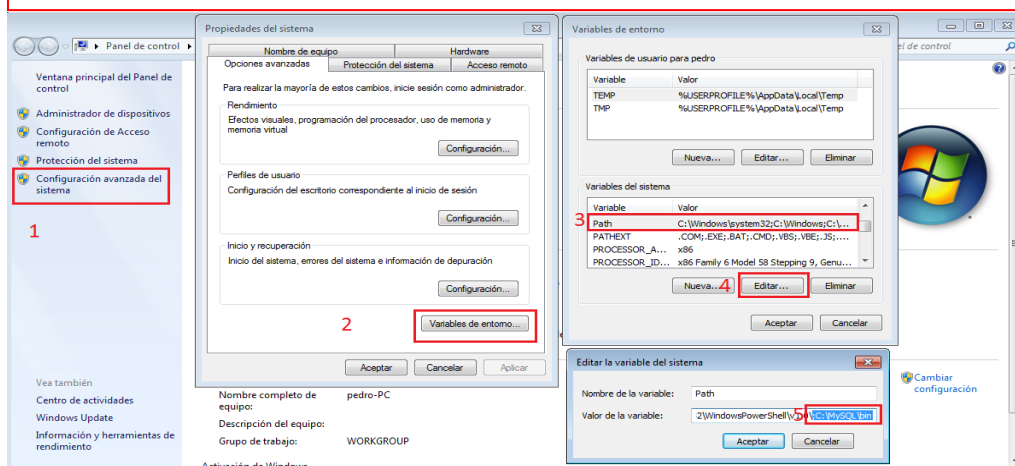 Panel de control
Ventana principal del Panel de
control
Administrador de dispositivos
Configuración de Acceso
remoto
Protección del sistema
Configuración avanzada del
sistema
1
Vea también
Centro de actividades
Windows Update
Información y herramientas de
rendimiento
Propiedades del sistema
Nombre de equipo
Hardware
Opciones avanzadas
Protección del sistema
Acceso remoto
Para realizar la mayoría de estos cambios, inicie sesión como administrador.
Rendimiento
Efectos visuales, programación del procesador, uso de memoria y
memoria virtual
Configuración...
Perfiles de usuario
Configuración del escritorio correspondiente al inicio de
sesión
Configuración...
Inicio y recuperación
Inicio del sistema, errores del sistema e información de
depuración
Configuración...
2
Variables de entorno...
Aceptar
Cancelar
Aplicar
Nombre completo de
equipo:
pedro-PC
Descripción del equipo:
Grupo de trabajo:
WORKGROUP
Activación de Windows
Variables de entorno
Variables de usuario para pedro
Variable Valor
TEMP %USERPROFILE%\AppData\Local\Temp
TMP %USERPROFILE%\AppData\Local\Temp
Nueva...
Editar...
Eliminar
Variables del sistema
Variable Valor
3
Path C:\Windows\system32;C:\Windows;C:\...
PATHEXT .COM;.EXE;.BAT;.CMD;.VBS;.VBE;.JS;....
PROCESSOR_A... x86
PROCESSOR_ID... x86 Family 6 Model 58 Stepping 9, Genu...
Nueva...
4
Editar...
Eliminar
Aceptar
Cancelar
Editar la variable del sistema
Nombre de la variable:
Path
Valor de la variable:
2\WindowsPowerShell\v1.0\;C:\MySQL\bin
5
Aceptar
Cancelar
el de control
Cambiar
configuración